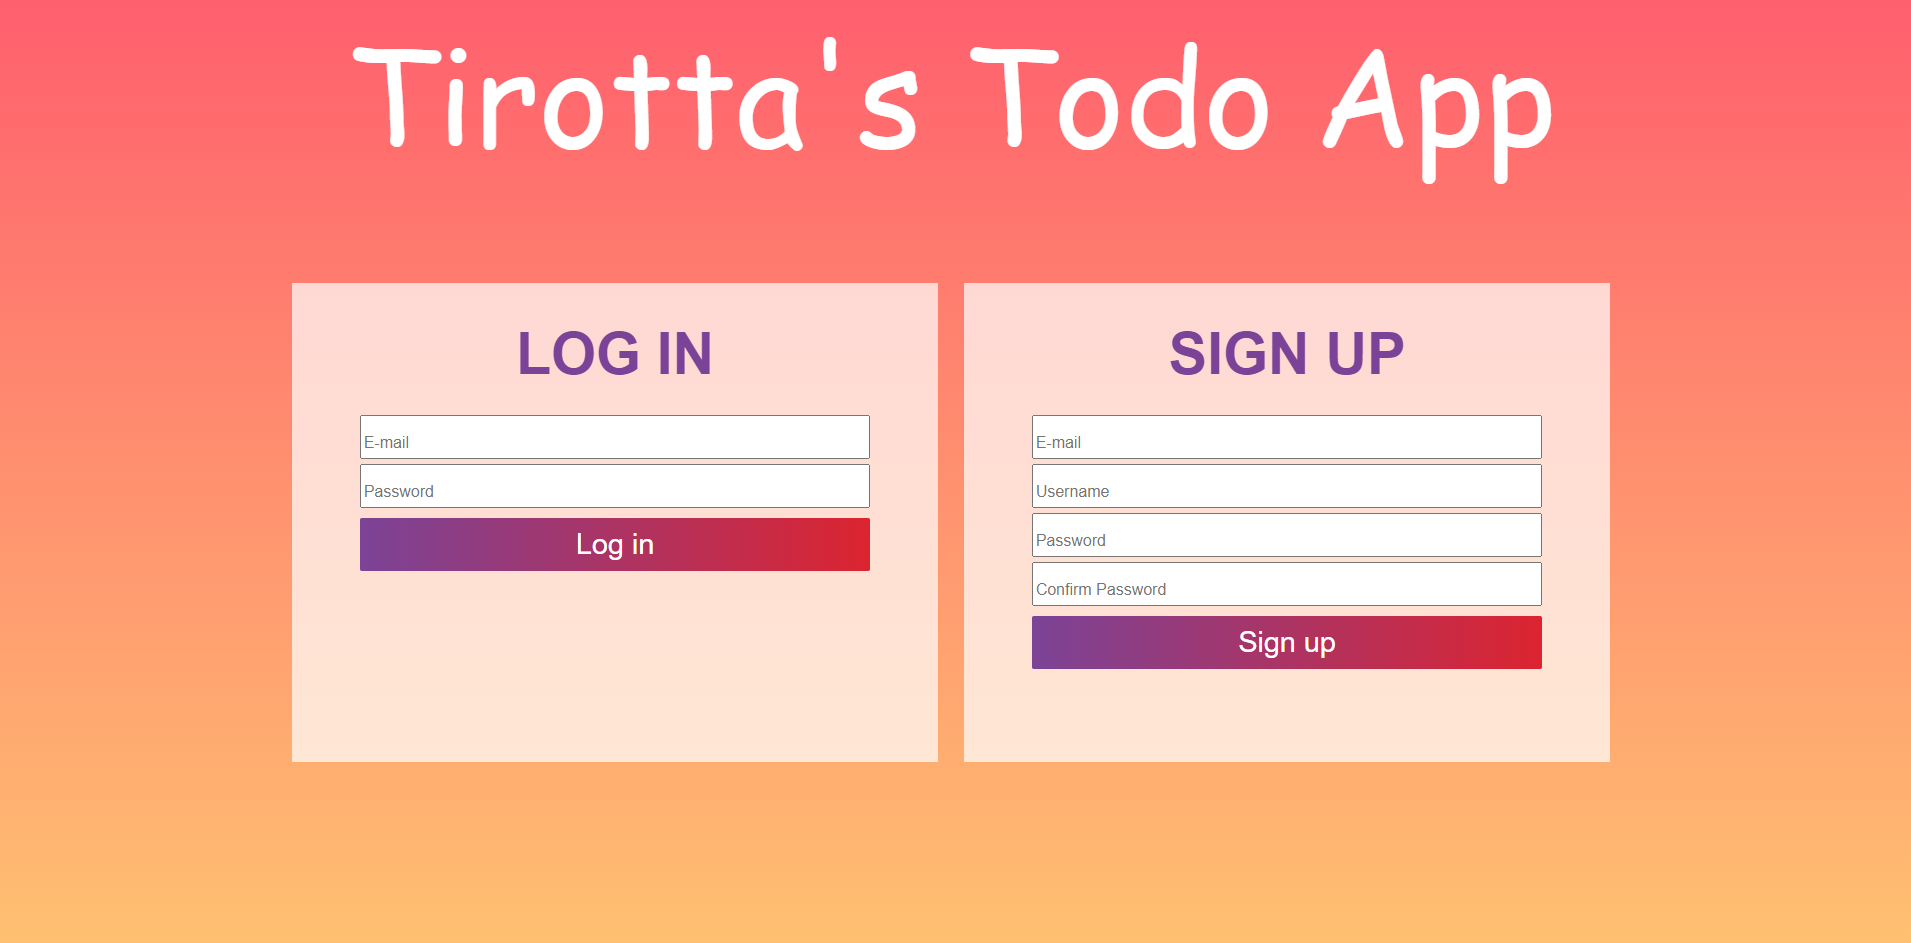 Tirotta's Todo App
LOG IN
E-mail
Password
Log in
SIGN UP
E-mail
Username
Password
Confirm Password
Sign up